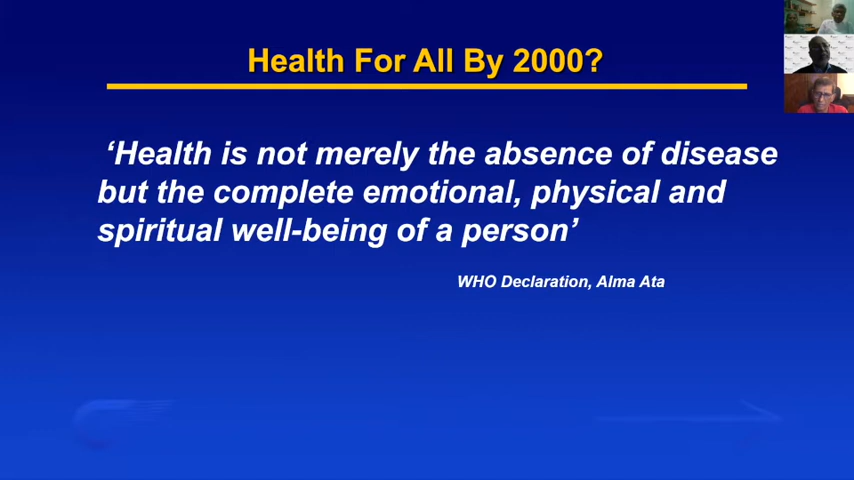 Health For All By 2000?
‘Health is not merely the absence of disease
but the complete emotional, physical and
spiritual well-being of a person’
WHO Declaration, Alma Ata